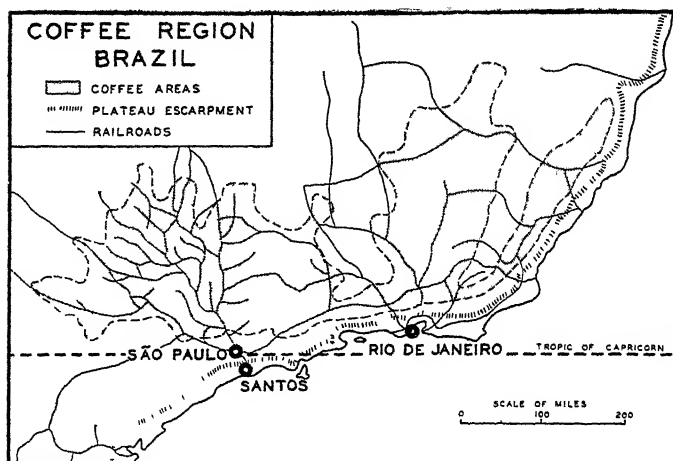 COFFEE REGION
BRAZIL
COFFEE AREAS
PLATEAU ESCARPMENT
RAILROADS
SÃO PAULO
RIO DE JANEIRO
TROPIC OF CAPRICORN
SANTOS
SCALE OF MILES
0 100 200